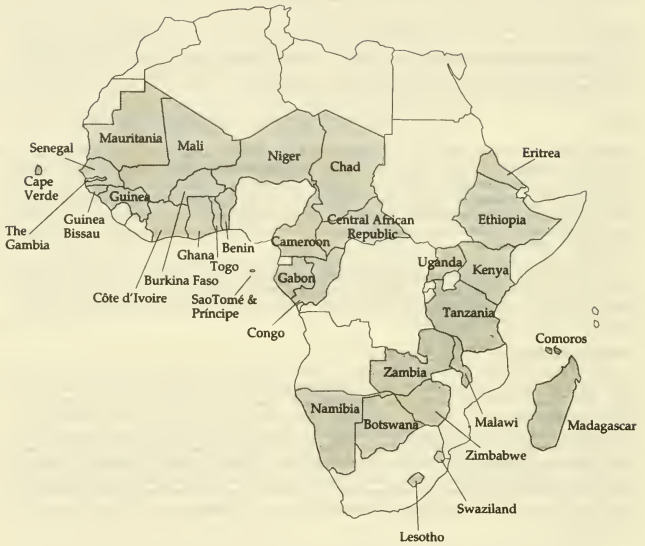 Mauritania
Mali
Niger
Chad
Eritrea
Senegal
Cape
Verde
The
Gambia
Guinea
Bissau
Guinea
Côte d'Ivoire
Burkina Faso
Ghana
Togo
Benin
SaoTomé &
Príncipe
Cameroon
Central African
Republic
Ethiopia
Uganda
Kenya
Gabon
Congo
Tanzania
Comoros
Zambia
Malawi
Madagascar
Namibia
Botswana
Zimbabwe
Swaziland
Lesotho